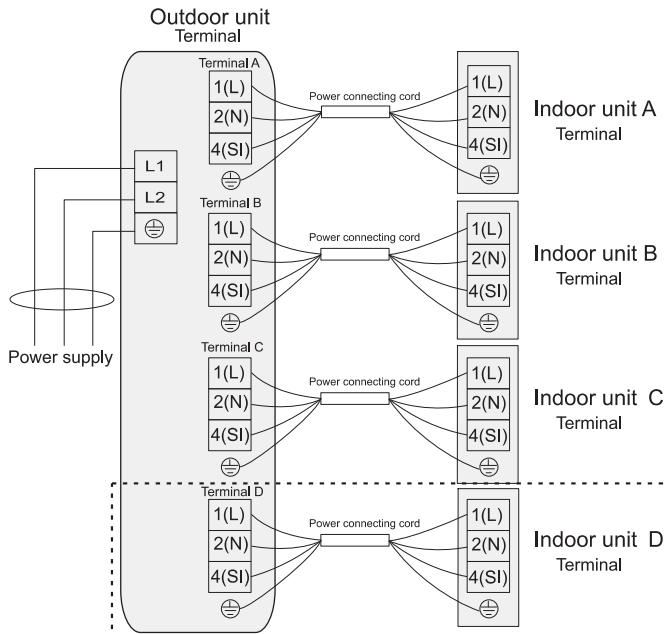 Outdoor unit
Terminal
Terminal A
1(L)
2(N)
4(SI)
Power connecting cord
1(L)
2(N)
4(SI)
Indoor unit A
Terminal
L1
L2
Power supply
Terminal B
1(L)
2(N)
4(SI)
Power connecting cord
1(L)
2(N)
4(SI)
Indoor unit B
Terminal
Terminal C
1(L)
2(N)
4(SI)
Power connecting cord
1(L)
2(N)
4(SI)
Indoor unit C
Terminal
Terminal D
1(L)
2(N)
4(SI)
Power connecting cord
1(L)
2(N)
4(SI)
Indoor unit D
Terminal